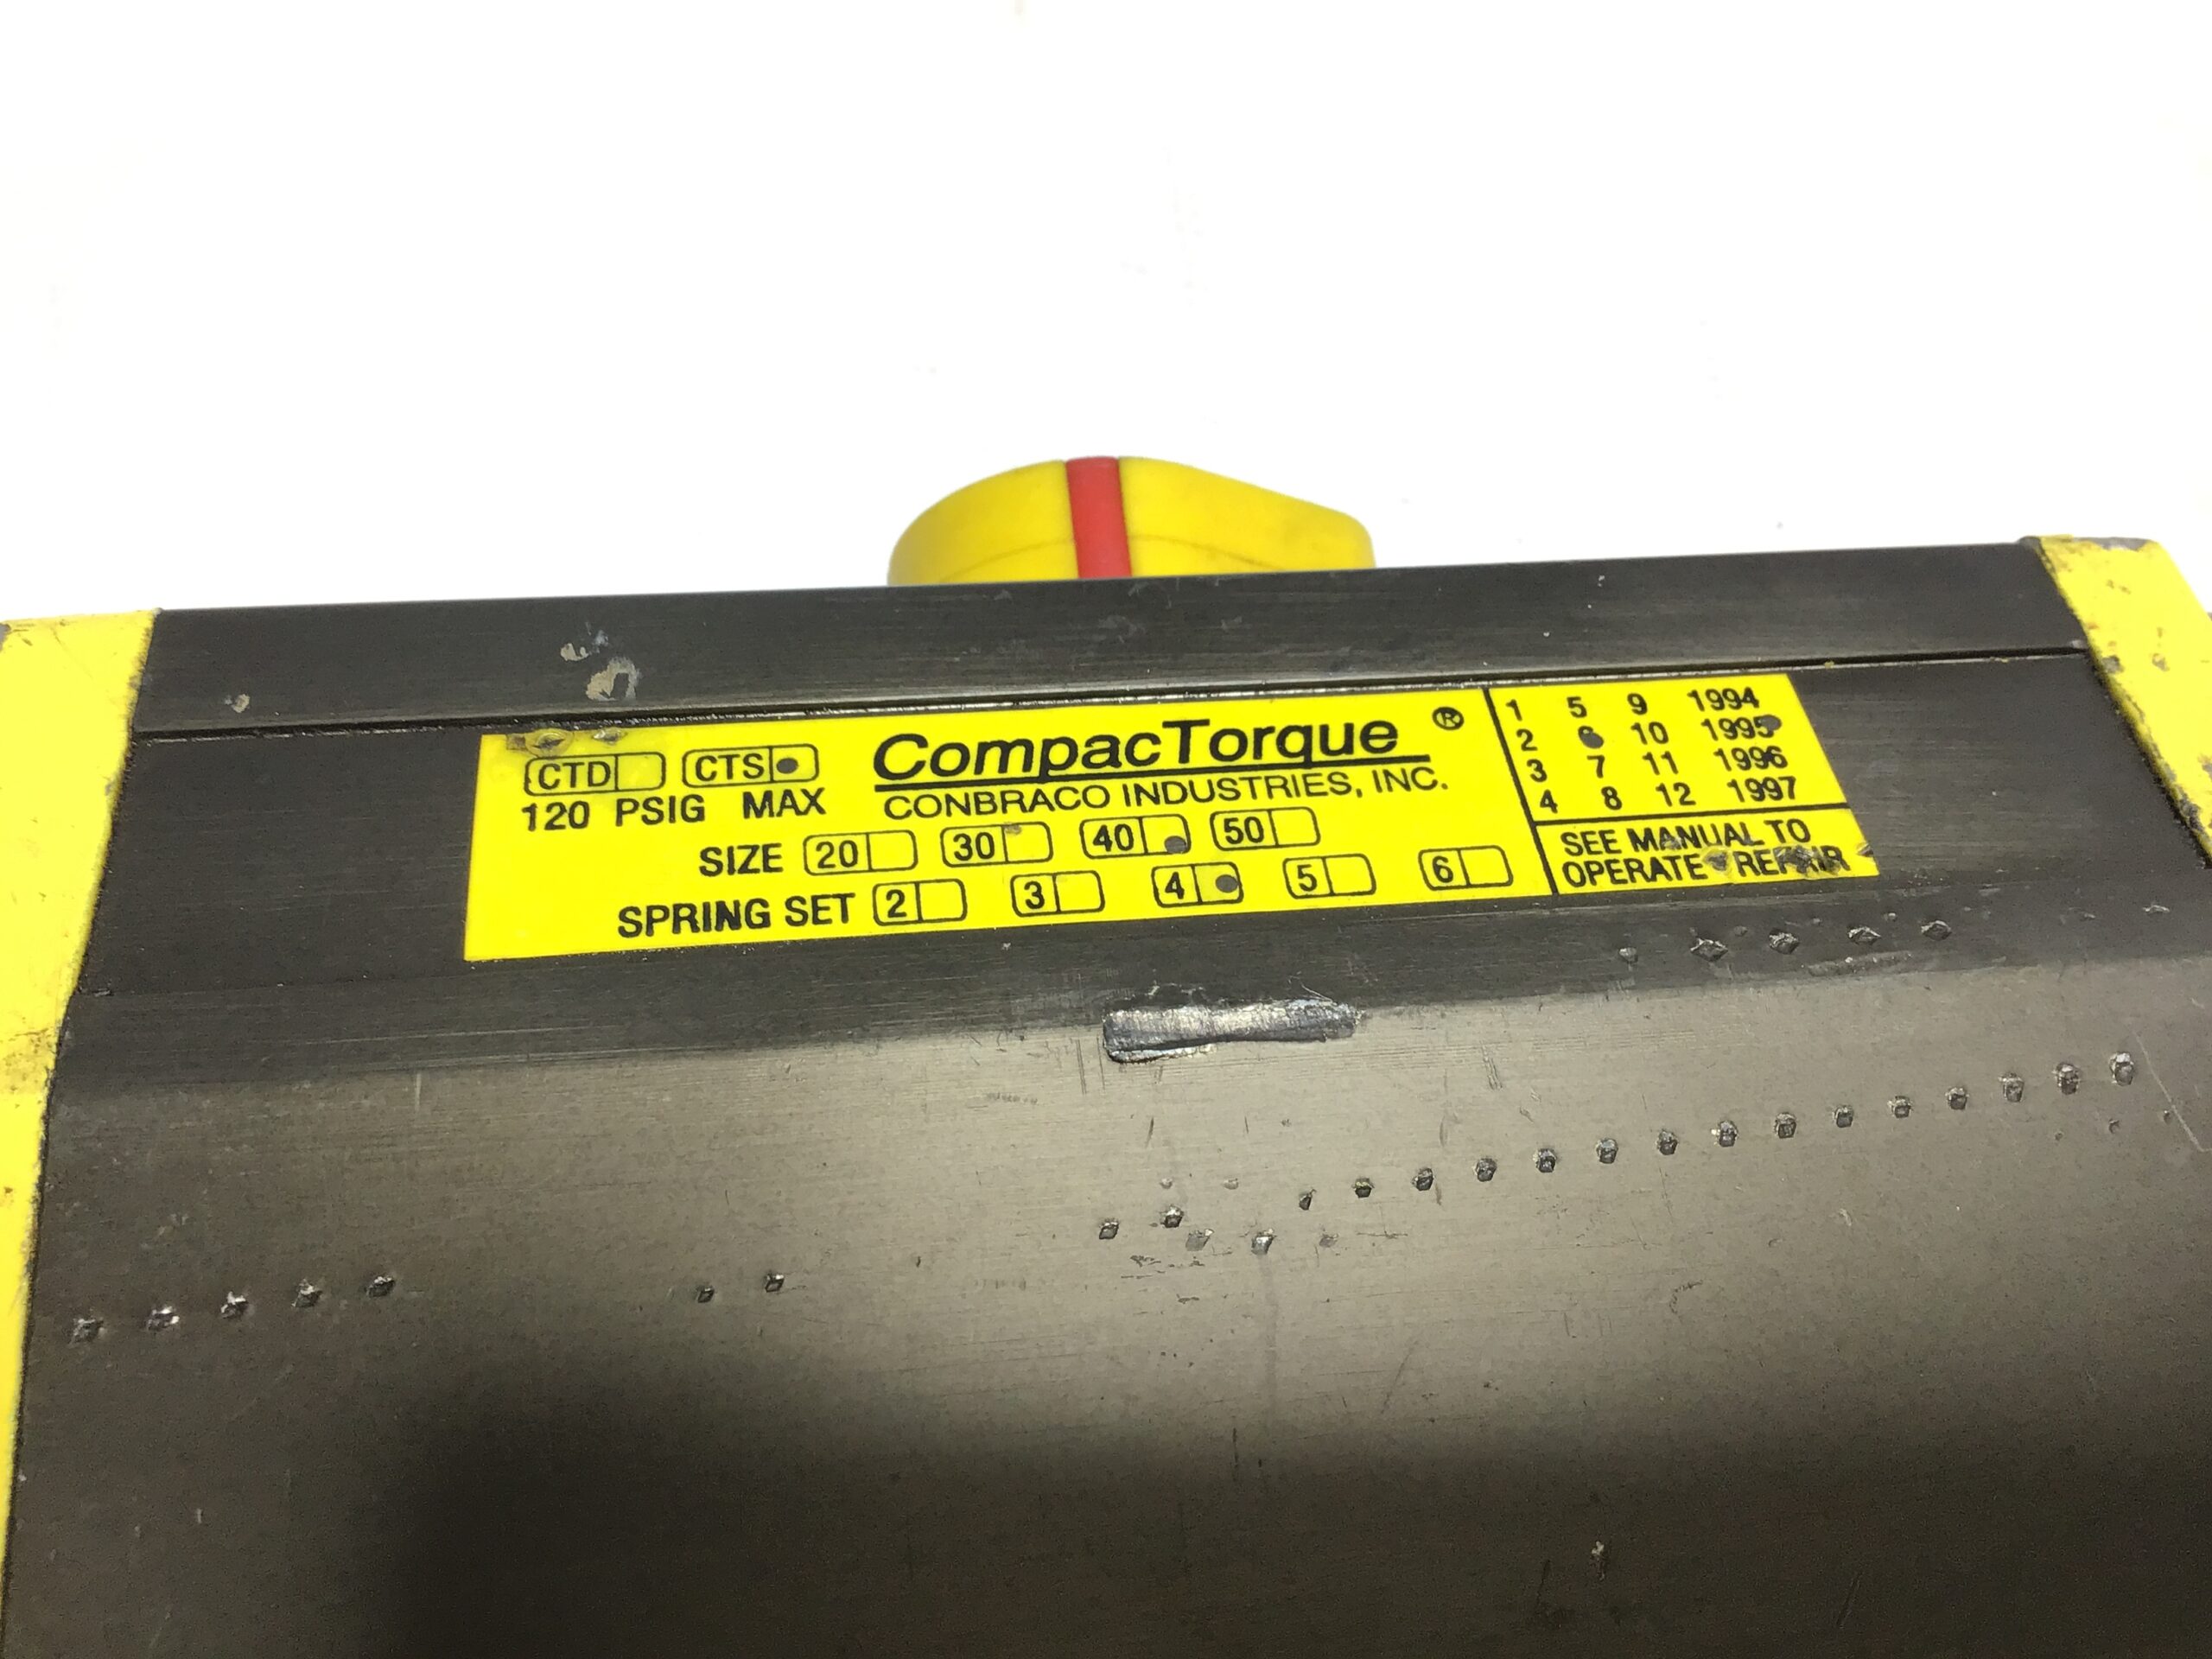 CTD CTS CompacTorque ®
120 PSIG MAX CONBRACO INDUSTRIES, INC.
SIZE 20 30 40 50
SPRING SET 2 3 4 5 6
1 5 9 1994
2 6 10 1995
3 7 11 1996
4 8 12 1997
SEE MANUAL TO
OPERATE REPAIR